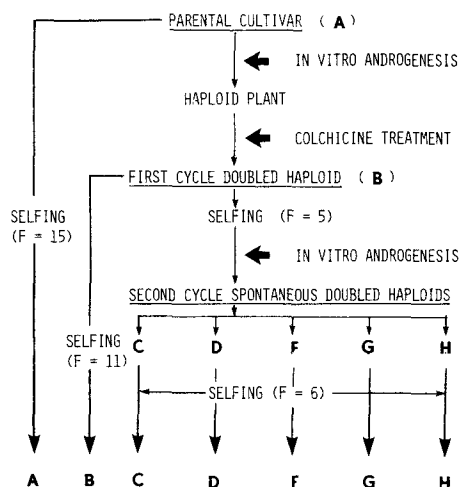 PARENTAL CULTIVAR (A)
IN VITRO ANDROGENESIS
HAPLOID PLANT
COLCHICINE TREATMENT
FIRST CYCLE DOUBLED HAPLOID (B)
SELFING
(F = 15)
SELFING (F = 5)
IN VITRO ANDROGENESIS
SECOND CYCLE SPONTANEOUS DOUBLED HAPLOIDS
SELFING
(F = 11)
C D F G H
SELFING (F = 6)
A B C D F G H